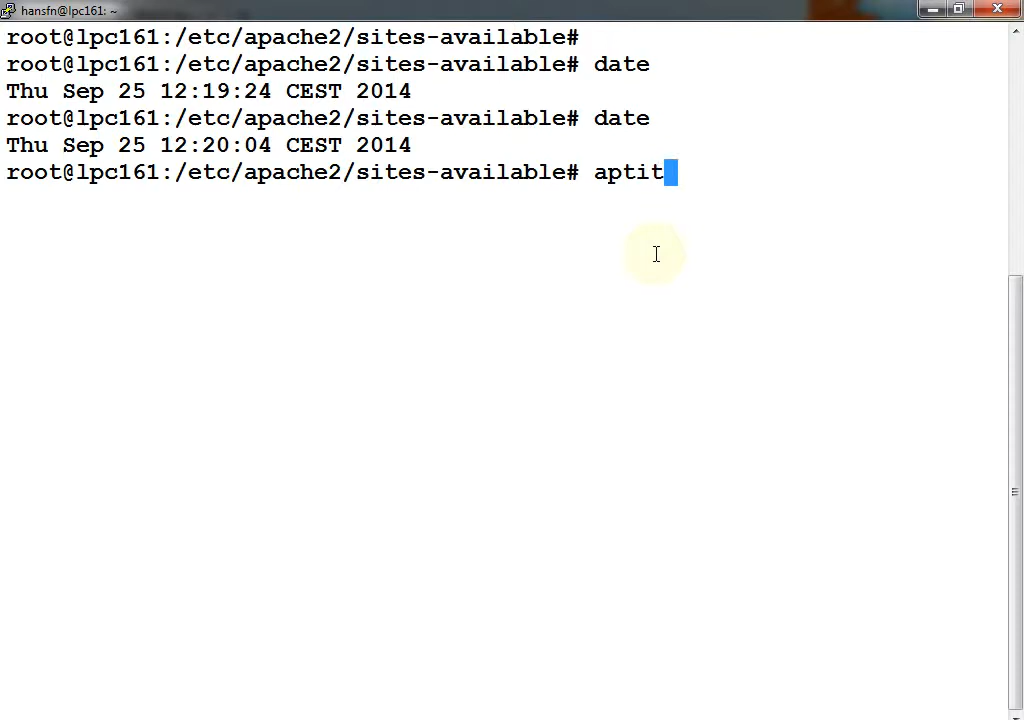 hansfn@lpc161: ~
root@lpc161:/etc/apache2/sites-available#
root@lpc161:/etc/apache2/sites-available# date
Thu Sep 25 12:19:24 CEST 2014
root@lpc161:/etc/apache2/sites-available# date
Thu Sep 25 12:20:04 CEST 2014
root@lpc161:/etc/apache2/sites-available# aptit